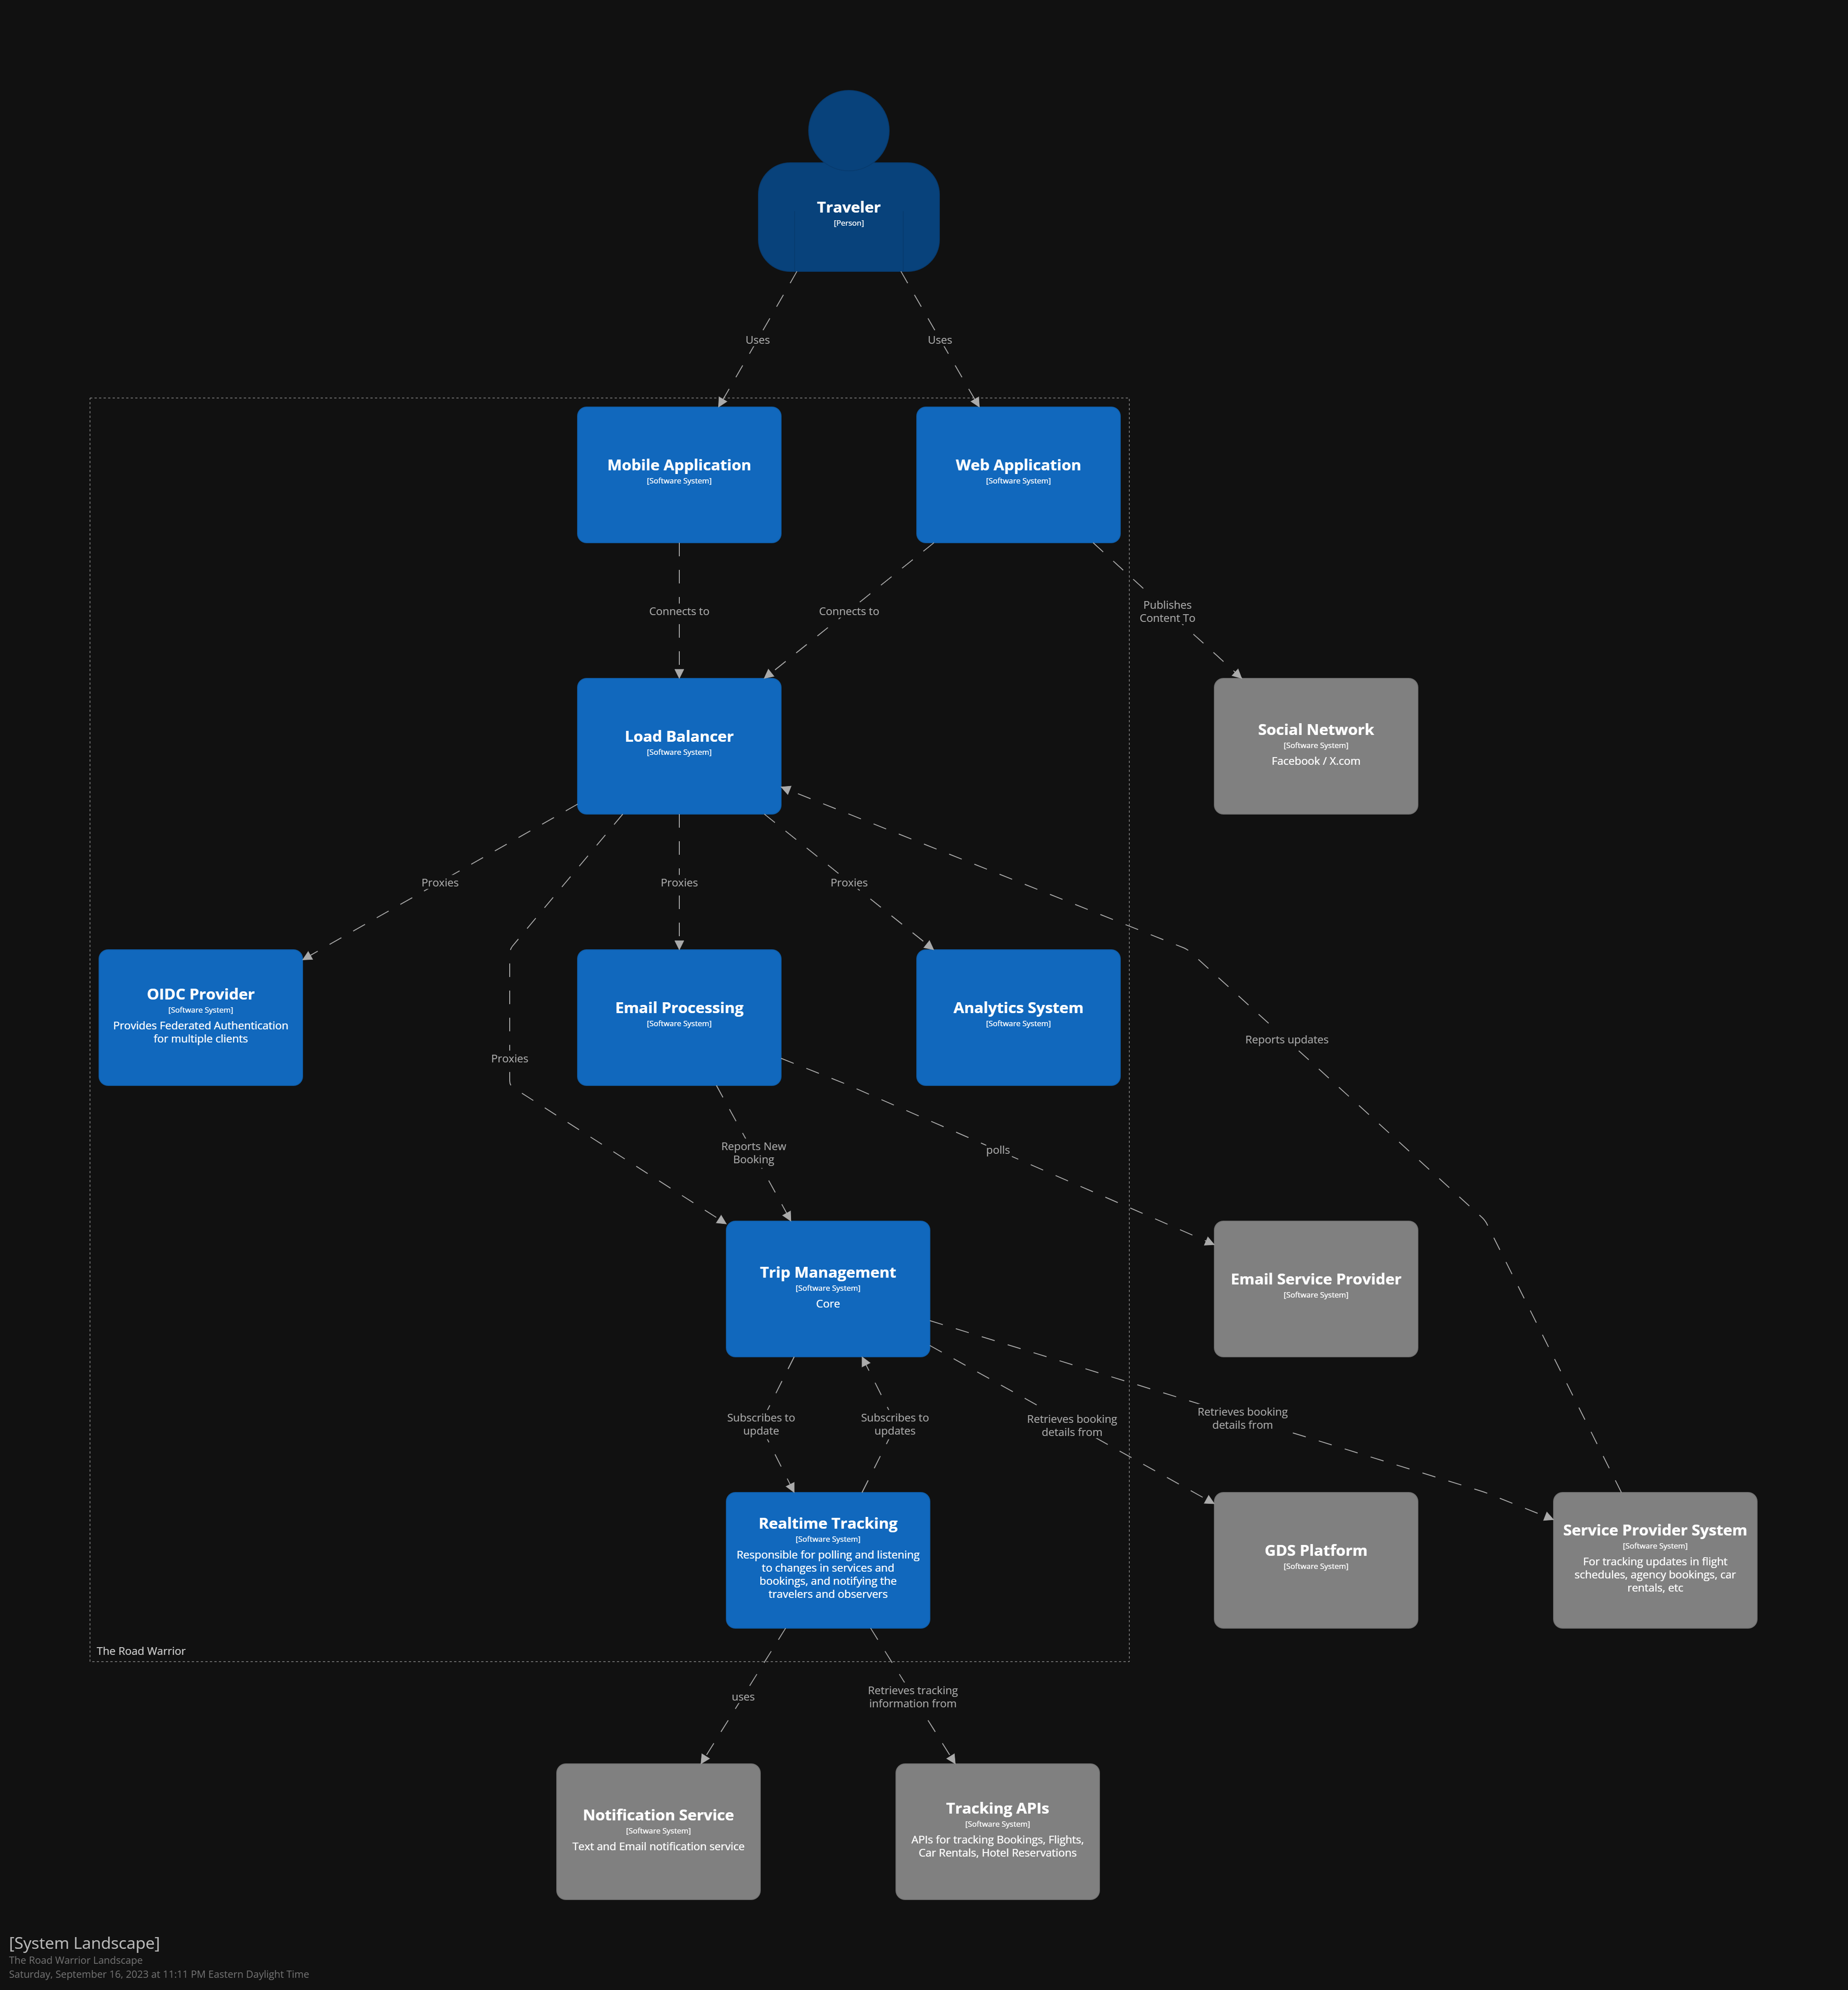 Traveler
[Person]
Uses
Uses
Mobile Application
[Software System]
Web Application
[Software System]
Connects to
Connects to
Publishes
Content To
Load Balancer
[Software System]
Social Network
[Software System]
Facebook / X.com
Proxies
Proxies
Proxies
OIDC Provider
[Software System]
Provides Federated Authentication
for multiple clients
Email Processing
[Software System]
Analytics System
[Software System]
Reports updates
Proxies
Reports New
Booking
polls
Trip Management
[Software System]
Core
Email Service Provider
[Software System]
Subscribes to
update
Subscribes to
updates
Retrieves booking
details from
Retrieves booking
details from
Realtime Tracking
[Software System]
Responsible for polling and listening
to changes in services and
bookings, and notifying the
travelers and observers
GDS Platform
[Software System]
Service Provider System
[Software System]
For tracking updates in flight
schedules, agency bookings, car
rentals, etc
The Road Warrior
uses
Retrieves tracking
information from
Notification Service
[Software System]
Text and Email notification service
Tracking APIs
[Software System]
APIs for tracking Bookings, Flights,
Car Rentals, Hotel Reservations
[System Landscape]
The Road Warrior Landscape
Saturday, September 16, 2023 at 11:11 PM Eastern Daylight Time